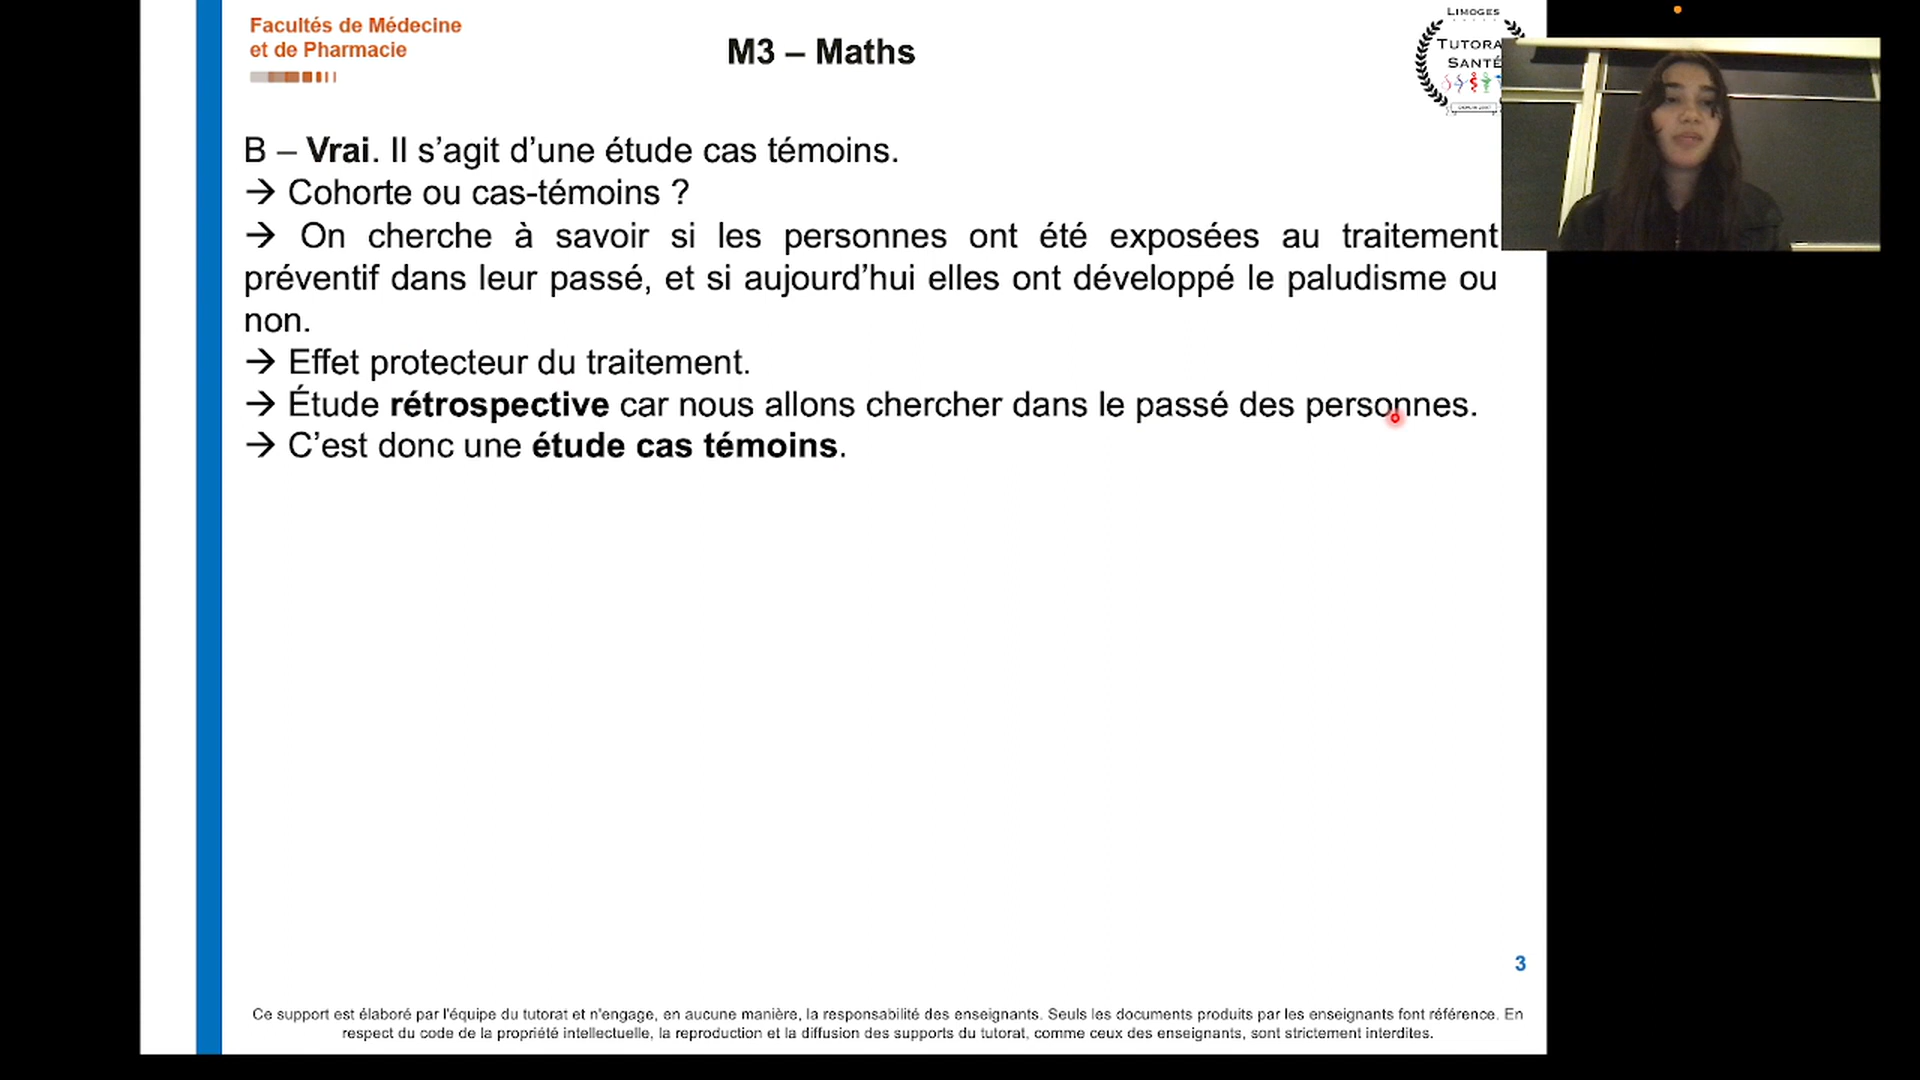 Facultés de Médecine
et de Pharmacie
M3 – Maths
LIMOGES
TUTORA
SANTÉ
B – Vrai. Il s’agit d’une étude cas témoins.
→ Cohorte ou cas-témoins ?
→ On cherche à savoir si les personnes ont été exposées au traitement
préventif dans leur passé, et si aujourd’hui elles ont développé le paludisme ou
non.
→ Effet protecteur du traitement.
→ Étude rétrospective car nous allons chercher dans le passé des personnes.
→ C’est donc une étude cas témoins.
3
Ce support est élaboré par l'équipe du tutorat et n'engage, en aucune manière, la responsabilité des enseignants. Seuls les documents produits par les enseignants font référence. En
respect du code de la propriété intellectuelle, la reproduction et la diffusion des supports du tutorat, comme ceux des enseignants, sont strictement interdites.